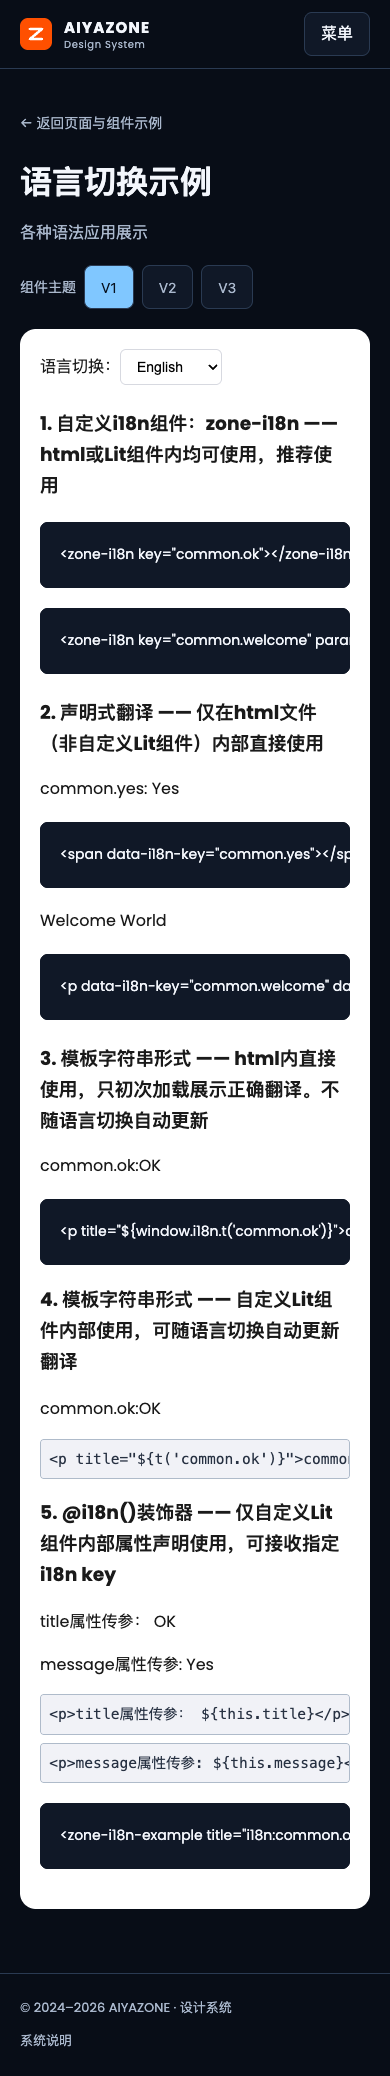 AIYAZONE
Design System
菜单
← 返回页面与组件示例
语言切换示例
各种语法应用展示
组件主题 V1 V2 V3
语言切换： English
1. 自定义i18n组件：zone-i18n ——
html或Lit组件内均可使用，推荐使
用
<zone-i18n key="common.ok"></zone-i18n
<zone-i18n key="common.welcome" para
2. 声明式翻译 —— 仅在html文件
（非自定义Lit组件）内部直接使用
common.yes: Yes
<span data-i18n-key="common.yes"></sp
Welcome World
<p data-i18n-key="common.welcome" da
3. 模板字符串形式 —— html内直接
使用，只初次加载展示正确翻译。不
随语言切换自动更新
common.ok:OK
<p title="${window.i18n.t('common.ok')}">c
4. 模板字符串形式 —— 自定义Lit组
件内部使用，可随语言切换自动更新
翻译
common.ok:OK
<p title="${t('common.ok')}">commo
5. @i18n()装饰器 —— 仅自定义Lit
组件内部属性声明使用，可接收指定
i18n key
title属性传参： OK
message属性传参: Yes
<p>title属性传参： ${this.title}</p>
<p>message属性传参: ${this.message}<
<zone-i18n-example title="i18n:common.o
© 2024–2026 AIYAZONE · 设计系统
系统说明